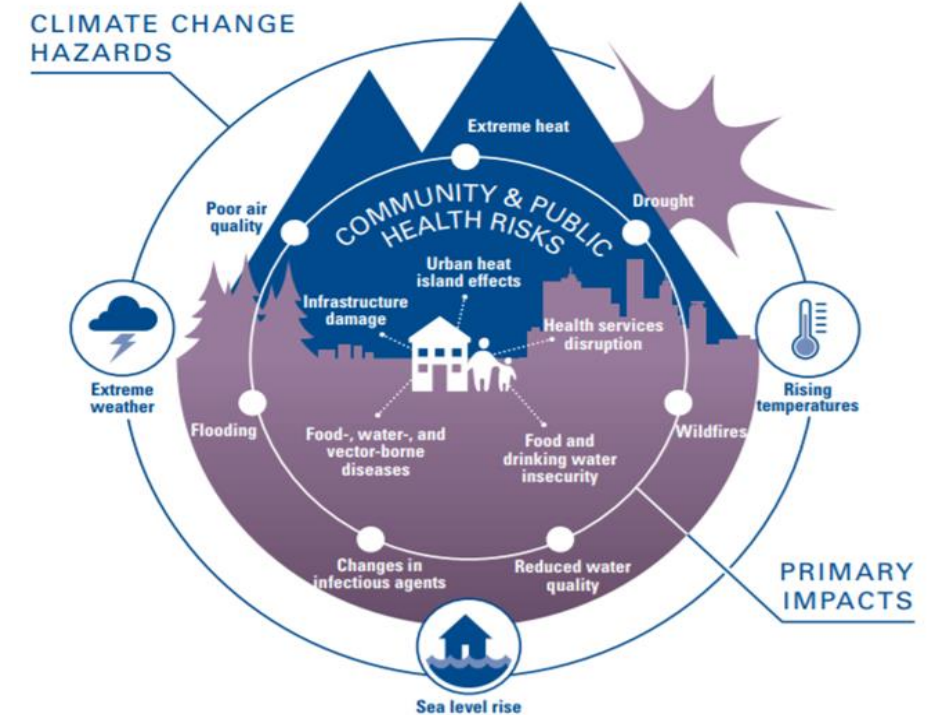 CLIMATE CHANGE
HAZARDS
Extreme heat
Poor air
quality
Drought
COMMUNITY & PUBLIC
HEALTH RISKS
Urban heat
island effects
Infrastructure
damage
Health services
disruption
Extreme
weather
Rising
temperatures
Flooding
Wildfires
Food-, water-, and
vector-borne
diseases
Food and
drinking water
insecurity
Changes in
infectious agents
Reduced water
quality
PRIMARY
IMPACTS
Sea level rise